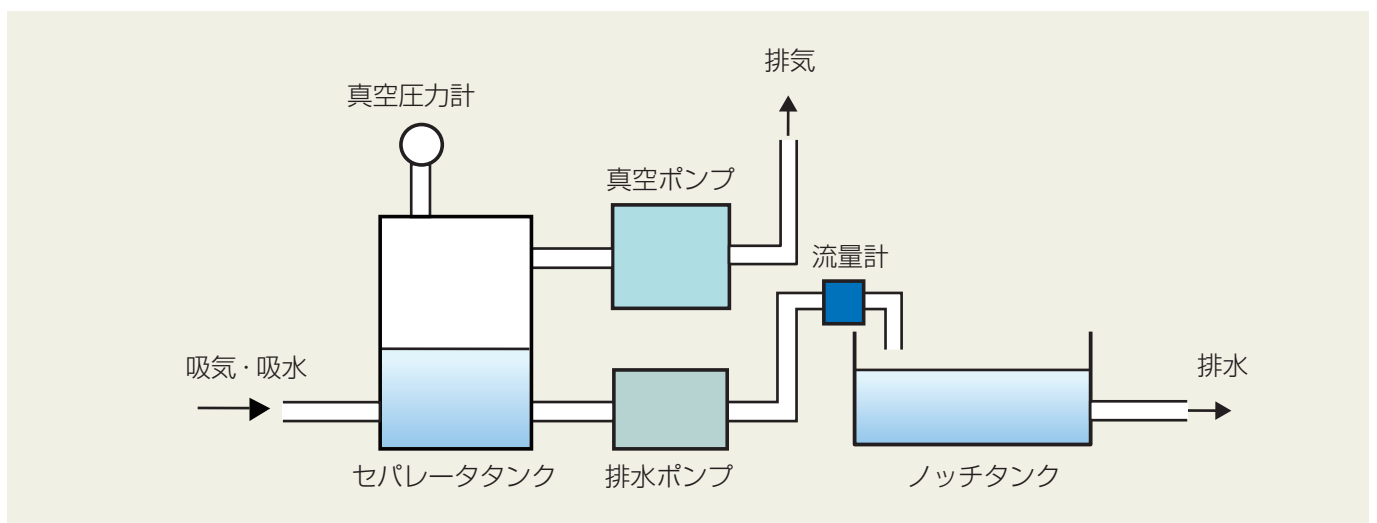 排気
真空圧力計
真空ポンプ
流量計
吸気・吸水
排水
セパレータタンク
排水ポンプ
ノッチタンク